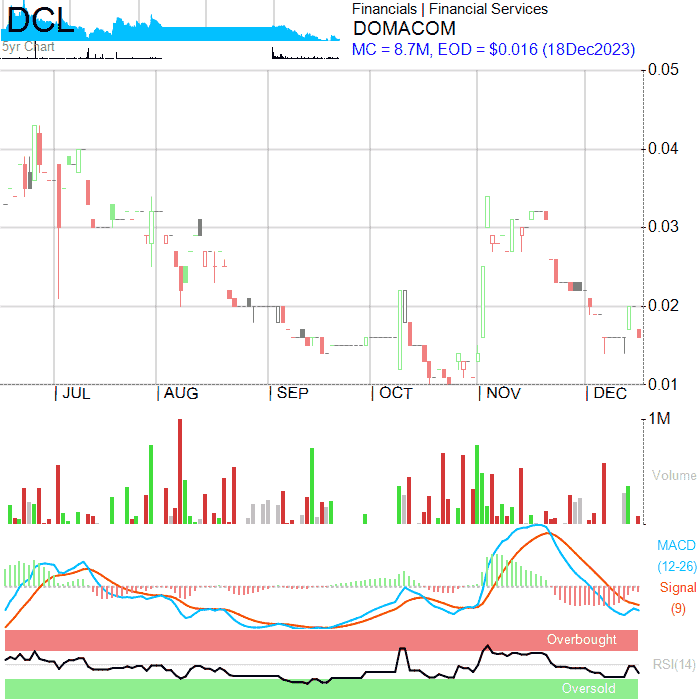 DCL
5yr Chart
Financials | Financial Services
DOMACOM
MC = 8.7M, EOD = $0.016 (18Dec2023)
0.05
0.04
0.03
0.02
0.01
JUL AUG SEP OCT NOV DEC
1M
Volume
MACD
(12-26)
Signal
(9)
Overbought
RSI(14)
Oversold